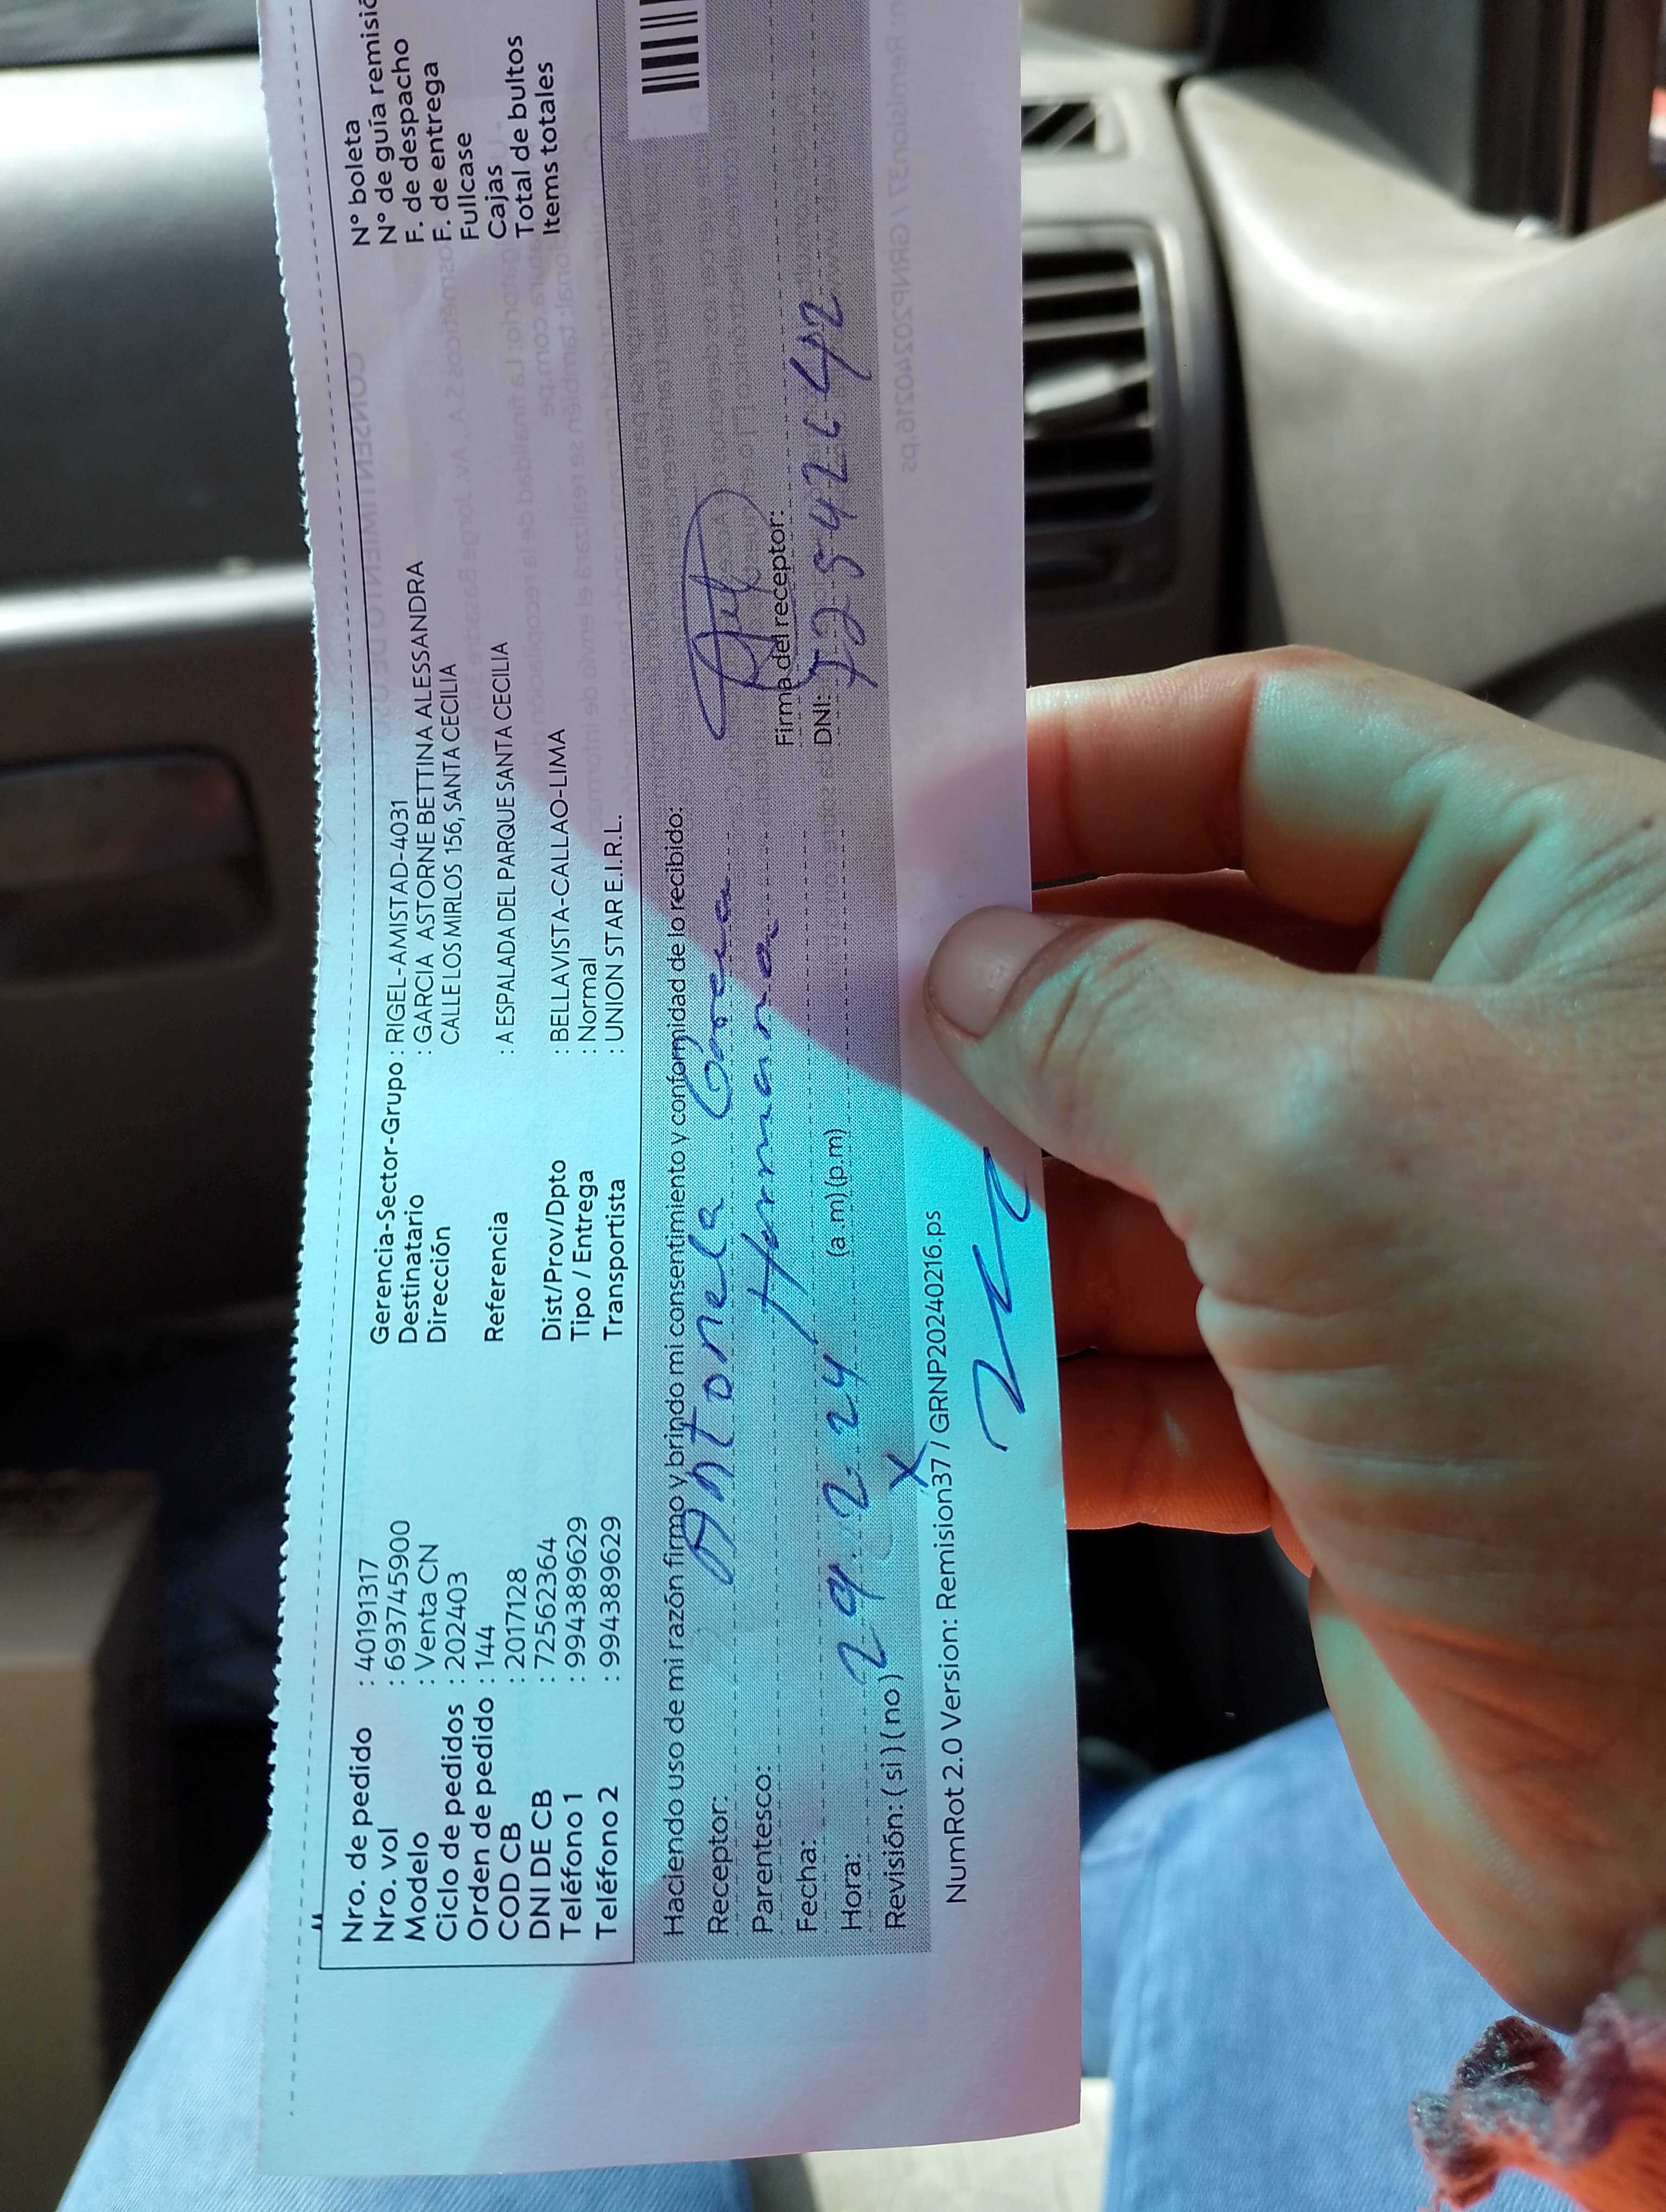 Nro. de pedido : 40191317
Nro. vol : 693745900
Modelo : Venta CN
Ciclo de pedidos : 202403
Orden de pedido : 144
COD CB : 2017128
DNI DE CB : 72562364
Teléfono 1 : 994389629
Teléfono 2 : 994389629
Gerencia-Sector-Grupo : RIGEL-AMISTAD-4031
Destinatario : GARCIA ASTORNE BETTINA ALESSANDRA
Dirección CALLE LOS MIRLOS 156, SANTA CECILIA
Referencia : A ESPALADA DEL PARQUE SANTA CECILIA
Dist/Prov/Dpto : BELLAVISTA-CALLAO-LIMA
Tipo / Entrega : Normal
Transportista : UNION STAR E.I.R.L.
N° boleta
N° de guía
F. de despacho
F. de entrega
Fullcase
Cajas
Total de bultos
Items totales
Haciendo uso de mi razón firmo y brindo mi consentimiento y conformidad de lo recibido:
Receptor: Antonela
Parentesco: Hermana
Fecha: 29.2.24
Hora: (a.m) (p.m)
Revisión: ( si ) ( no ) X
Firma del receptor:
DNI:
NumRot 2.0 Version: Remision37 / GRNP20240216.ps